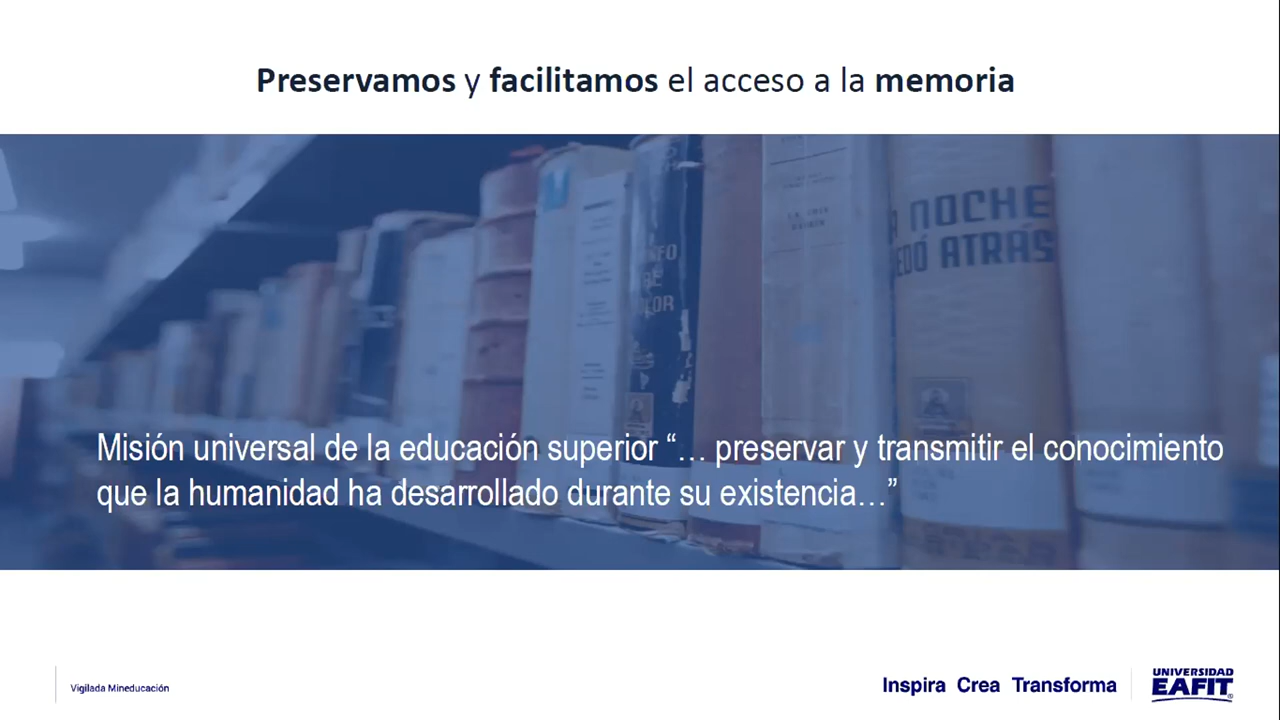 Preservamos y facilitamos el acceso a la memoria
NOCHE
ATRÁS
Misión universal de la educación superior “… preservar y transmitir el conocimiento
que la humanidad ha desarrollado durante su existencia…”
Vigilada Mineducación
Inspira Crea Transforma
UNIVERSIDAD
EAFIT®